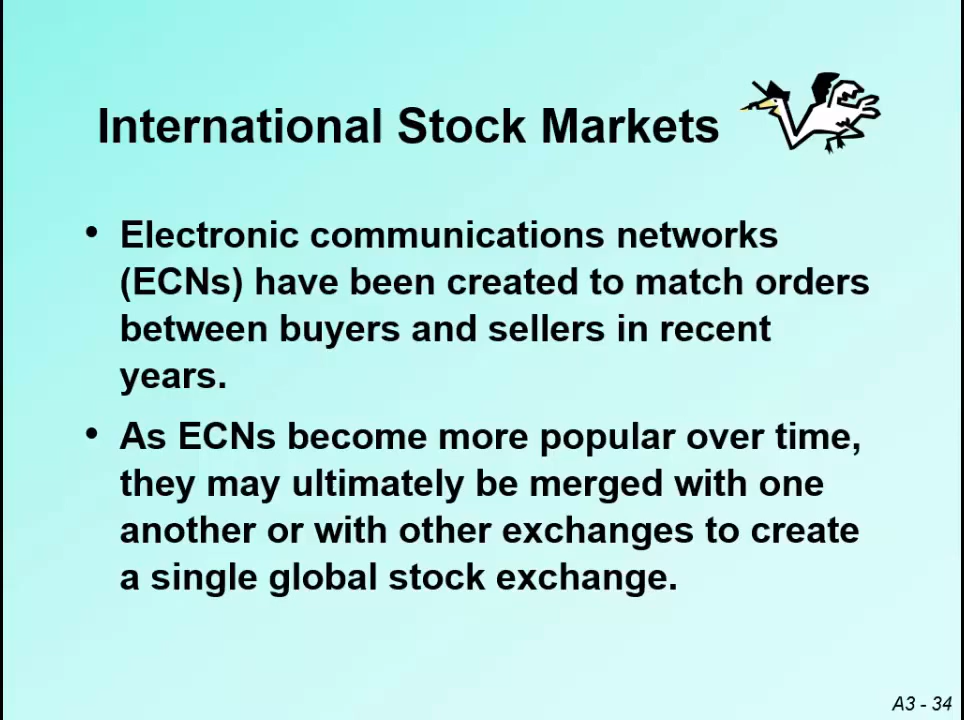 International Stock Markets
• Electronic communications networks
(ECNs) have been created to match orders
between buyers and sellers in recent
years.
• As ECNs become more popular over time,
they may ultimately be merged with one
another or with other exchanges to create
a single global stock exchange.
A3 - 34